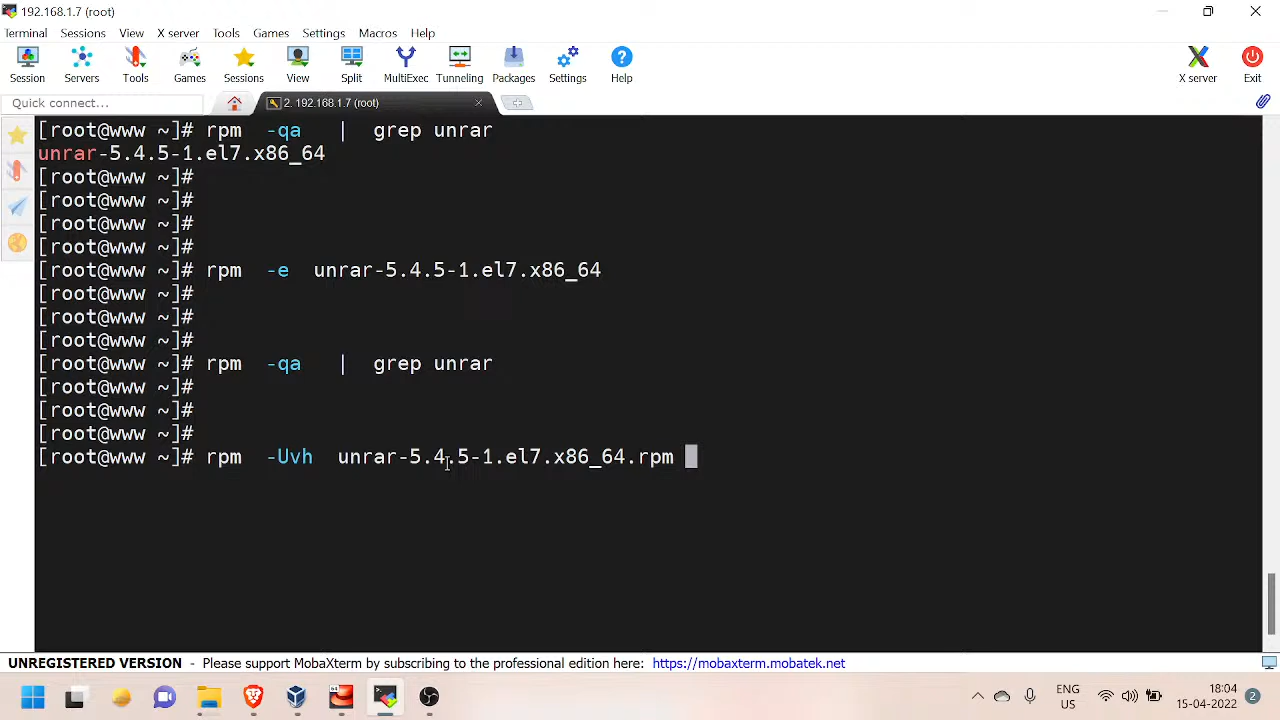 192.168.1.7 (root)
Terminal Sessions View X server Tools Games Settings Macros Help
Session Servers Tools Games Sessions View Split MultiExec Tunneling Packages Settings Help X server Exit
Quick connect... 2. 192.168.1.7 (root)
[root@www ~]# rpm -qa | grep unrar
unrar-5.4.5-1.el7.x86_64
[root@www ~]#
[root@www ~]#
[root@www ~]#
[root@www ~]#
[root@www ~]# rpm -e unrar-5.4.5-1.el7.x86_64
[root@www ~]#
[root@www ~]#
[root@www ~]#
[root@www ~]# rpm -qa | grep unrar
[root@www ~]#
[root@www ~]#
[root@www ~]#
[root@www ~]# rpm -Uvh unrar-5.4.5-1.el7.x86_64.rpm
UNREGISTERED VERSION - Please support MobaXterm by subscribing to the professional edition here: https://mobaxterm.mobatek.net
ENG 18:04
US 15-04-2022 2